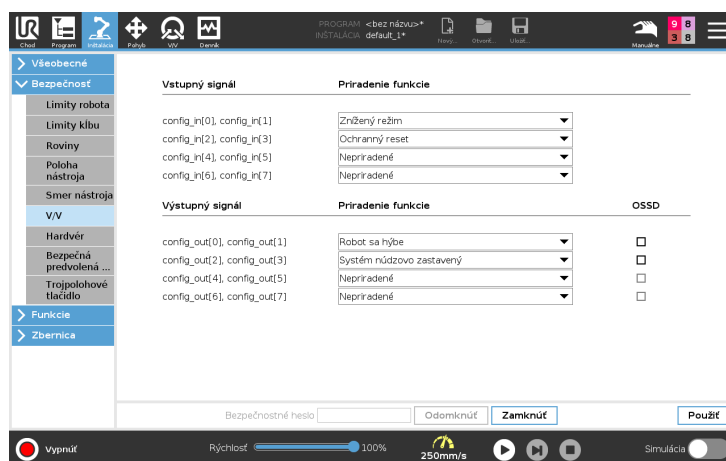 UR
Chod
Program
Inštalácia
Pohyb
V/V
Denník
PROGRAM <bez názvu>*
INŠTALÁCIA default_1*
Nový...
Otvoriť...
Uložiť...
Manuálne
9 8
3 8
Všeobecné
Bezpečnosť
Limity robota
Limity kĺbu
Roviny
Poloha
nástroja
Smer nástroja
V/V
Hardvér
Bezpečná
predvolená ...
Trojpolohové
tlačidlo
Funkcie
Zbernica
Vstupný signál Priradenie funkcie
config_in[0], config_in[1] Znížený režim
config_in[2], config_in[3] Ochranný reset
config_in[4], config_in[5] Nepriradené
config_in[6], config_in[7] Nepriradené
Výstupný signál Priradenie funkcie OSSD
config_out[0], config_out[1] Robot sa hýbe
config_out[2], config_out[3] Systém núdzovo zastavený
config_out[4], config_out[5] Nepriradené
config_out[6], config_out[7] Nepriradené
Bezpečnostné heslo Odomknúť Zamknúť Použiť
Vypnúť Rýchlosť 100% 250mm/s Simulácia